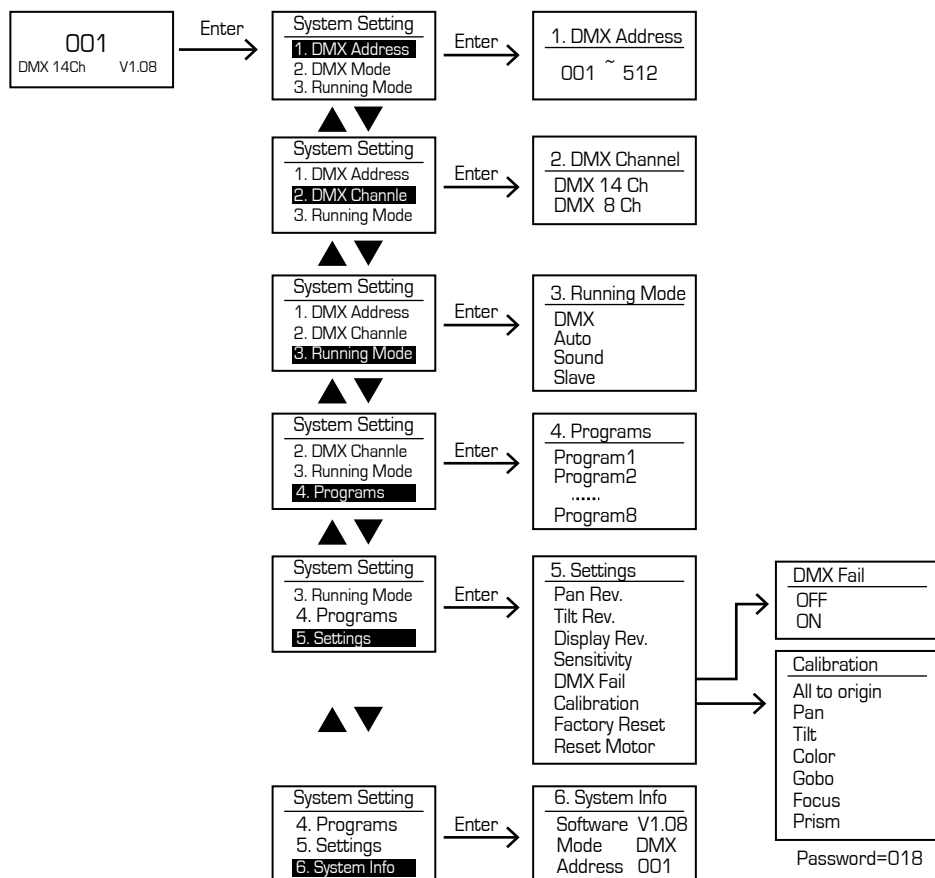 001
DMX 14Ch V1.08
Enter
System Setting
1. DMX Address
2. DMX Mode
3. Running Mode
Enter
1. DMX Address
001 ~ 512
System Setting
1. DMX Address
2. DMX Channle
3. Running Mode
Enter
2. DMX Channel
DMX 14 Ch
DMX 8 Ch
System Setting
1. DMX Address
2. DMX Channle
3. Running Mode
Enter
3. Running Mode
DMX
Auto
Sound
Slave
System Setting
2. DMX Channle
3. Running Mode
4. Programs
Enter
4. Programs
Program1
Program2
......
Program8
System Setting
3. Running Mode
4. Programs
5. Settings
Enter
5. Settings
Pan Rev.
Tilt Rev.
Display Rev.
Sensitivity
DMX Fail
Calibration
Factory Reset
Reset Motor
DMX Fail
OFF
ON
Calibration
All to origin
Pan
Tilt
Color
Gobo
Focus
Prism
Password=018
System Setting
4. Programs
5. Settings
6. System Info
Enter
6. System Info
Software V1.08
Mode DMX
Address 001